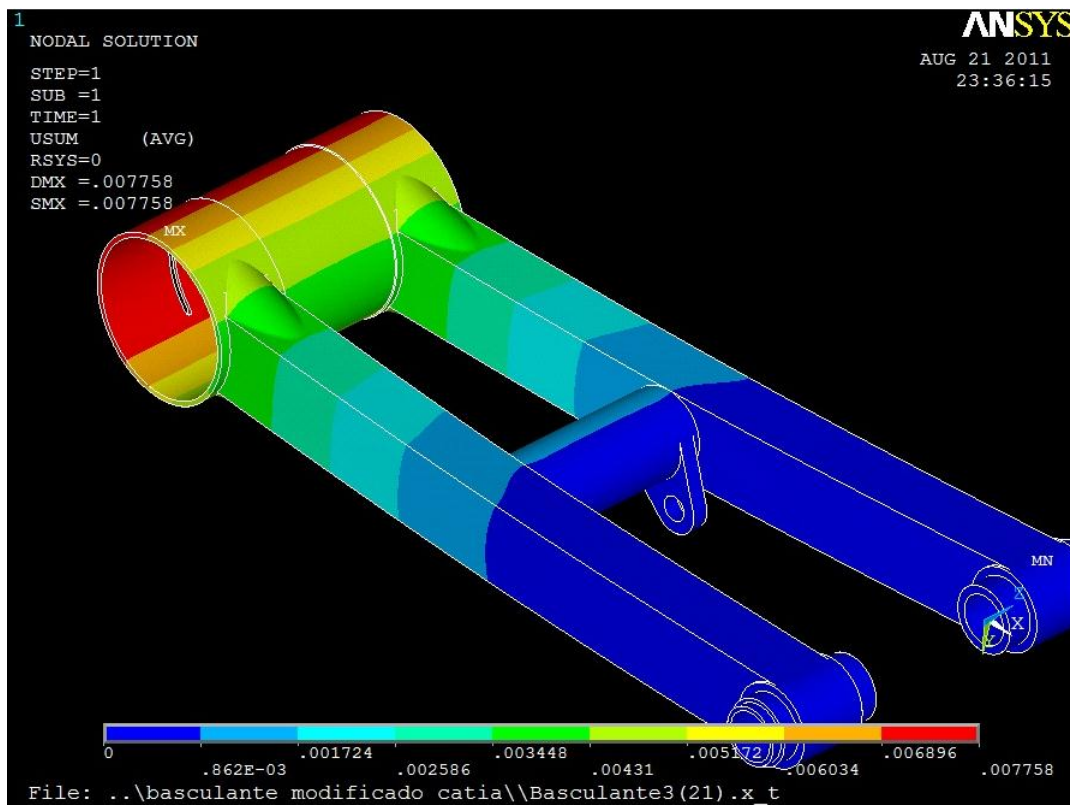 1
ANSYS
NODAL SOLUTION
AUG 21 2011
23:36:15
STEP=1
SUB =1
TIME=1
USUM (AVG)
RSYS=0
DMX =.007758
SMX =.007758
MX
MN
Z
X
Y
0 .001724 .003448 .005172 .006896
.862E-03 .002586 .00431 .006034 .007758
File: ..\basculante modificado catia\\Basculante3(21).x_t